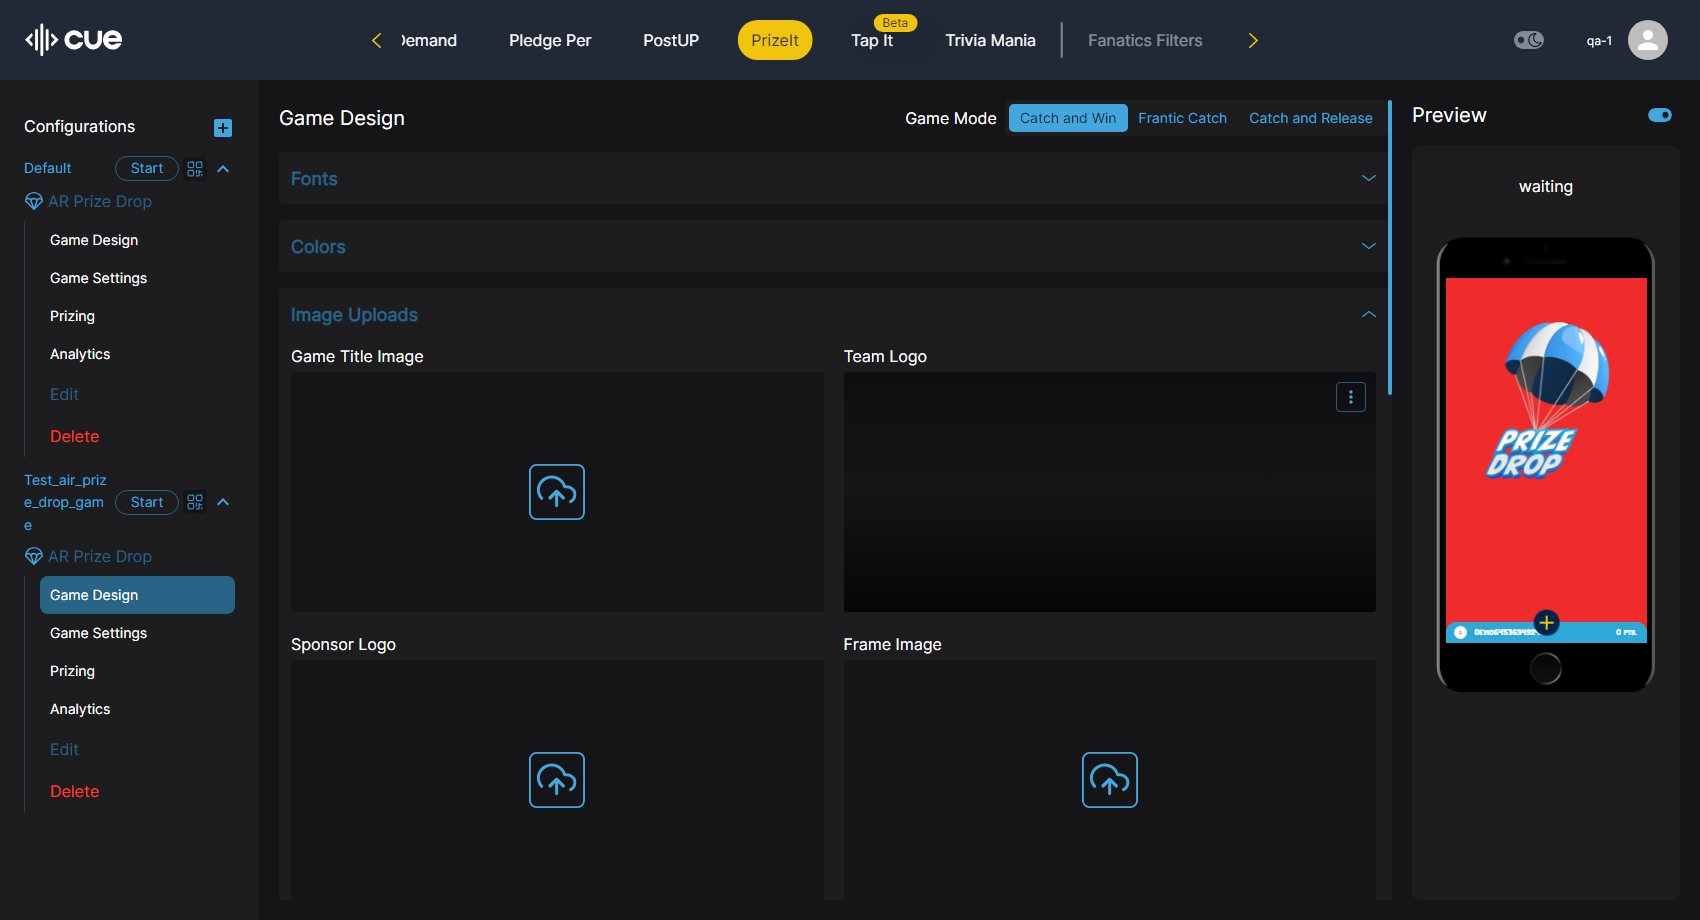 cue
Demand
Pledge Per
PostUP
PrizeIt
Beta
Tap It
Trivia Mania
Fanatics Filters
qa-1
Configurations
Default
Start
AR Prize Drop
Game Design
Game Settings
Prizing
Analytics
Edit
Delete
Test_air_priz
e_drop_gam
e
Start
AR Prize Drop
Game Design
Game Settings
Prizing
Analytics
Edit
Delete
Game Design
Game Mode
Catch and Win
Frantic Catch
Catch and Release
Fonts
Colors
Image Uploads
Game Title Image
Team Logo
Sponsor Logo
Frame Image
Preview
waiting
PRIZE
DROP
0 PTS.